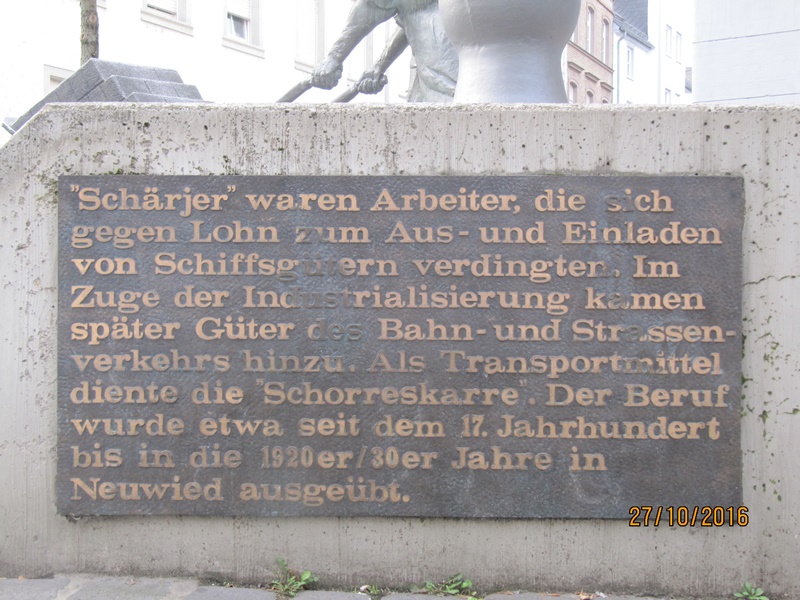 "Schärjer" waren Arbeiter, die sich
gegen Lohn zum Aus- und Einladen
von Schiffsgütern verdingten. Im
Zuge der Industrialisierung kamen
später Güter des Bahn- und Strassen-
verkehrs hinzu. Als Transportmittel
diente die "Schorreskarre". Der Beruf
wurde etwa seit dem 17. Jahrhundert
bis in die 1920er/30er Jahre in
Neuwied ausgeübt.
27/10/2016